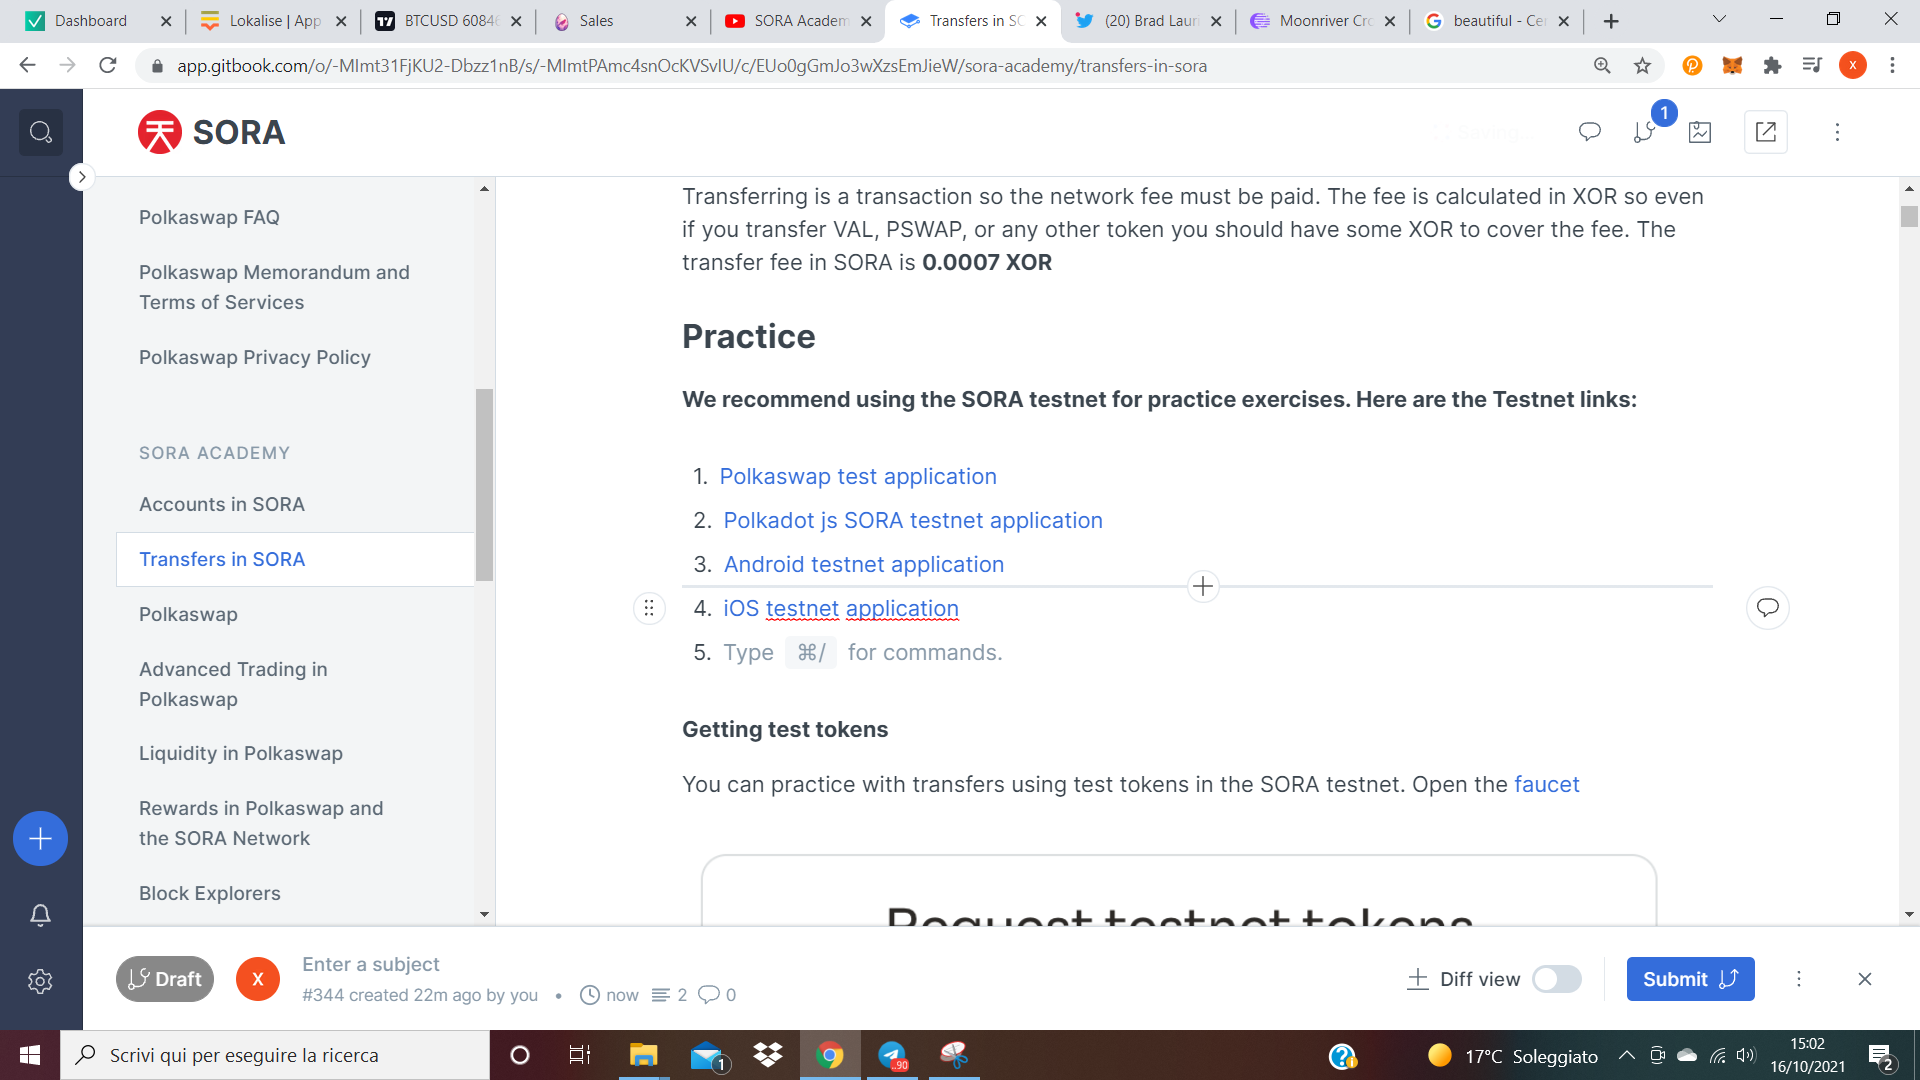 Dashboard
Lokalise | App
BTCUSD 6084
Sales
SORA Academ
Transfers in SO
(20) Brad Lauri
Moonriver Cro
beautiful - Cer
app.gitbook.com/o/-MImt31FjKU2-Dbzz1nB/s/-MImtPAmc4snOcKVSvIU/c/EUo0gGmJo3wXzsEmJieW/sora-academy/transfers-in-sora
X
SORA
1
Polkaswap FAQ
Polkaswap Memorandum and
Terms of Services
Polkaswap Privacy Policy
SORA ACADEMY
Accounts in SORA
Transfers in SORA
Polkaswap
Advanced Trading in
Polkaswap
Liquidity in Polkaswap
Rewards in Polkaswap and
the SORA Network
Block Explorers
Transferring is a transaction so the network fee must be paid. The fee is calculated in XOR so even
if you transfer VAL, PSWAP, or any other token you should have some XOR to cover the fee. The
transfer fee in SORA is 0.0007 XOR
Practice
We recommend using the SORA testnet for practice exercises. Here are the Testnet links:
1. Polkaswap test application
2. Polkadot js SORA testnet application
3. Android testnet application
4. iOS testnet application
5. Type ⌘/ for commands.
Getting test tokens
You can practice with transfers using test tokens in the SORA testnet. Open the faucet
Request testnet tokens
Draft
X
Enter a subject
#344 created 22m ago by you • now 2 0
Diff view
Submit
Scrivi qui per eseguire la ricerca
1
90
17°C Soleggiato
15:02
16/10/2021
2